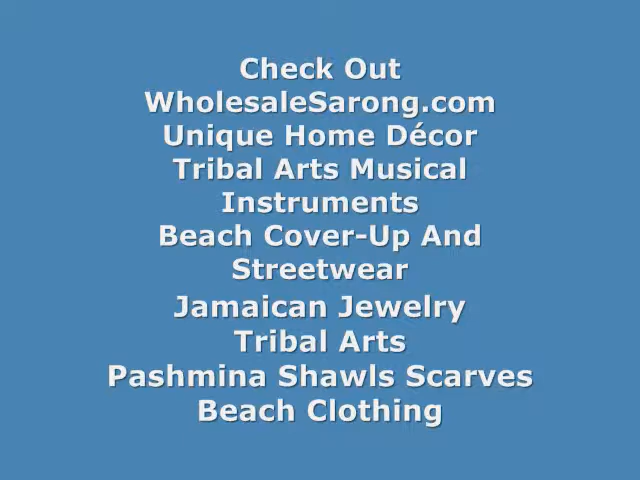 Check Out
WholesaleSarong.com
Unique Home Décor
Tribal Arts Musical
Instruments
Beach Cover-Up And
Streetwear
Jamaican Jewelry
Tribal Arts
Pashmina Shawls Scarves
Beach Clothing